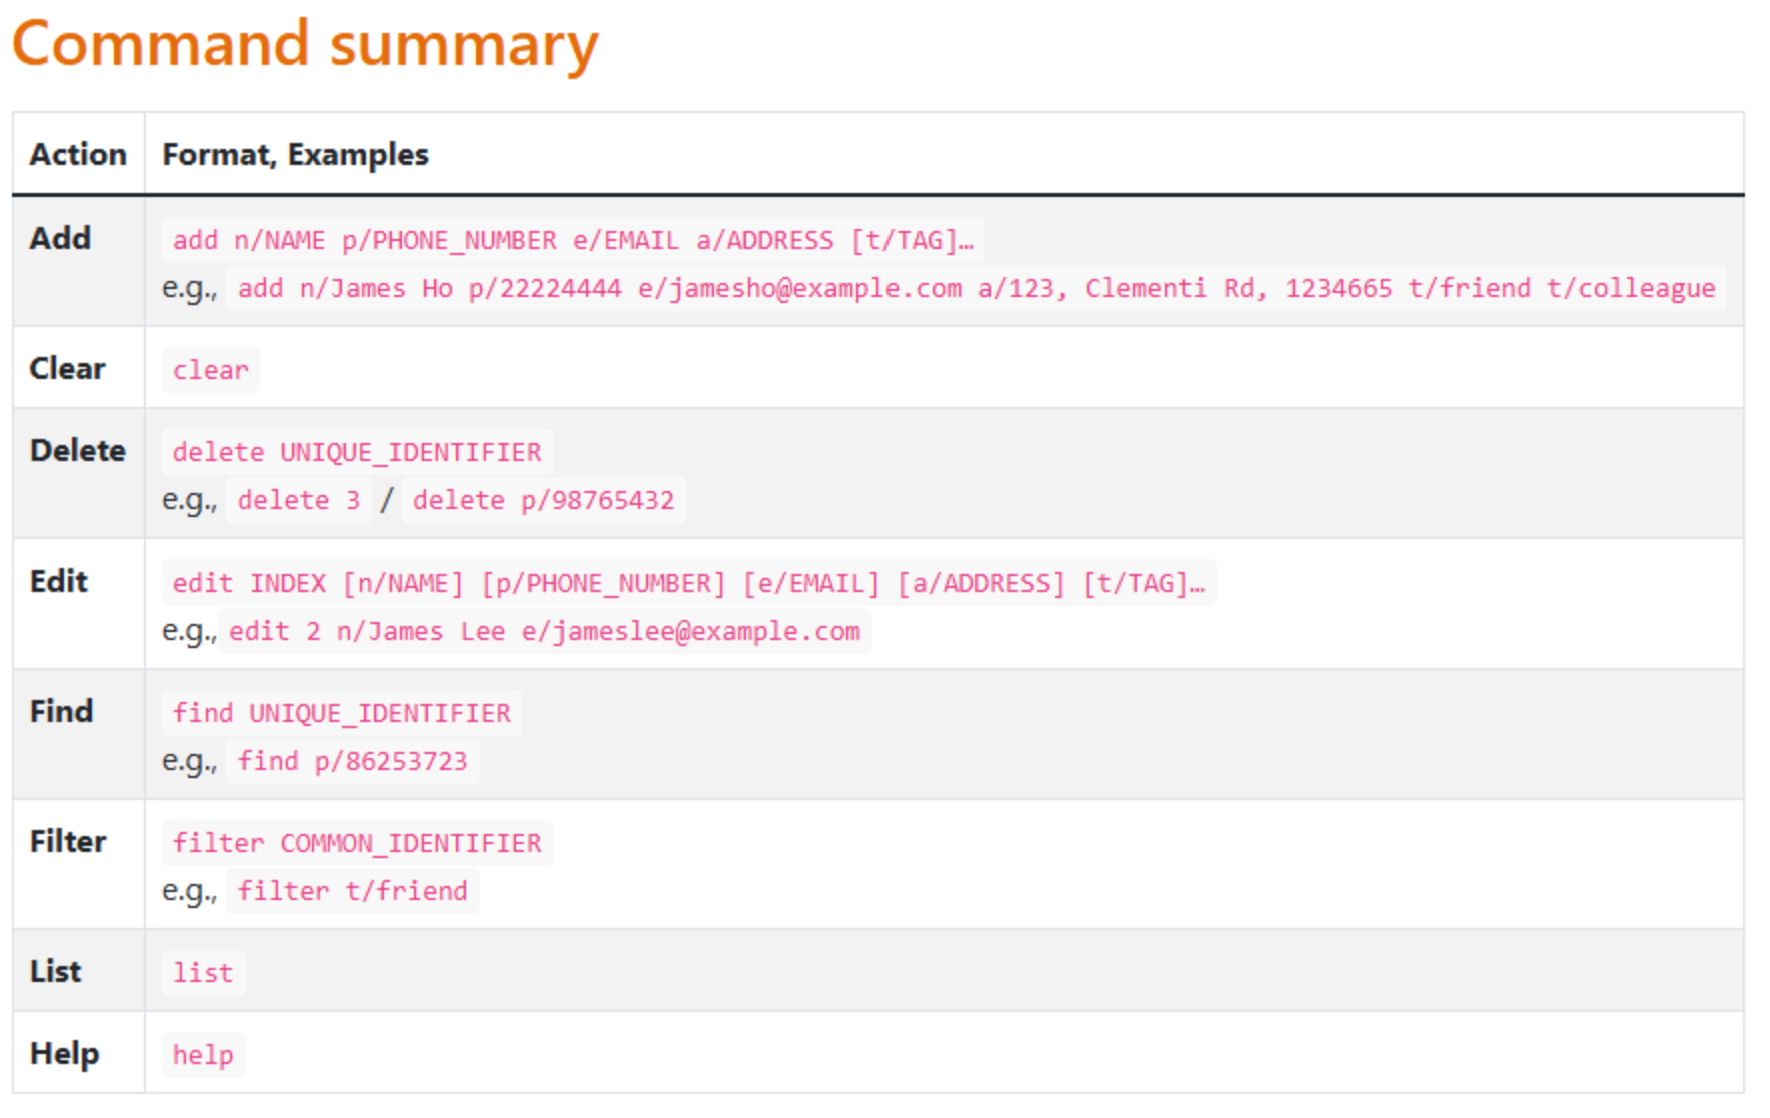 Command summary
Action Format, Examples
Add add n/NAME p/PHONE_NUMBER e/EMAIL a/ADDRESS [t/TAG]…
e.g., add n/James Ho p/22224444 e/jamesho@example.com a/123, Clementi Rd, 1234665 t/friend t/colleague
Clear clear
Delete delete UNIQUE_IDENTIFIER
e.g., delete 3 / delete p/98765432
Edit edit INDEX [n/NAME] [p/PHONE_NUMBER] [e/EMAIL] [a/ADDRESS] [t/TAG]…
e.g., edit 2 n/James Lee e/jameslee@example.com
Find find UNIQUE_IDENTIFIER
e.g., find p/86253723
Filter filter COMMON_IDENTIFIER
e.g., filter t/friend
List list
Help help